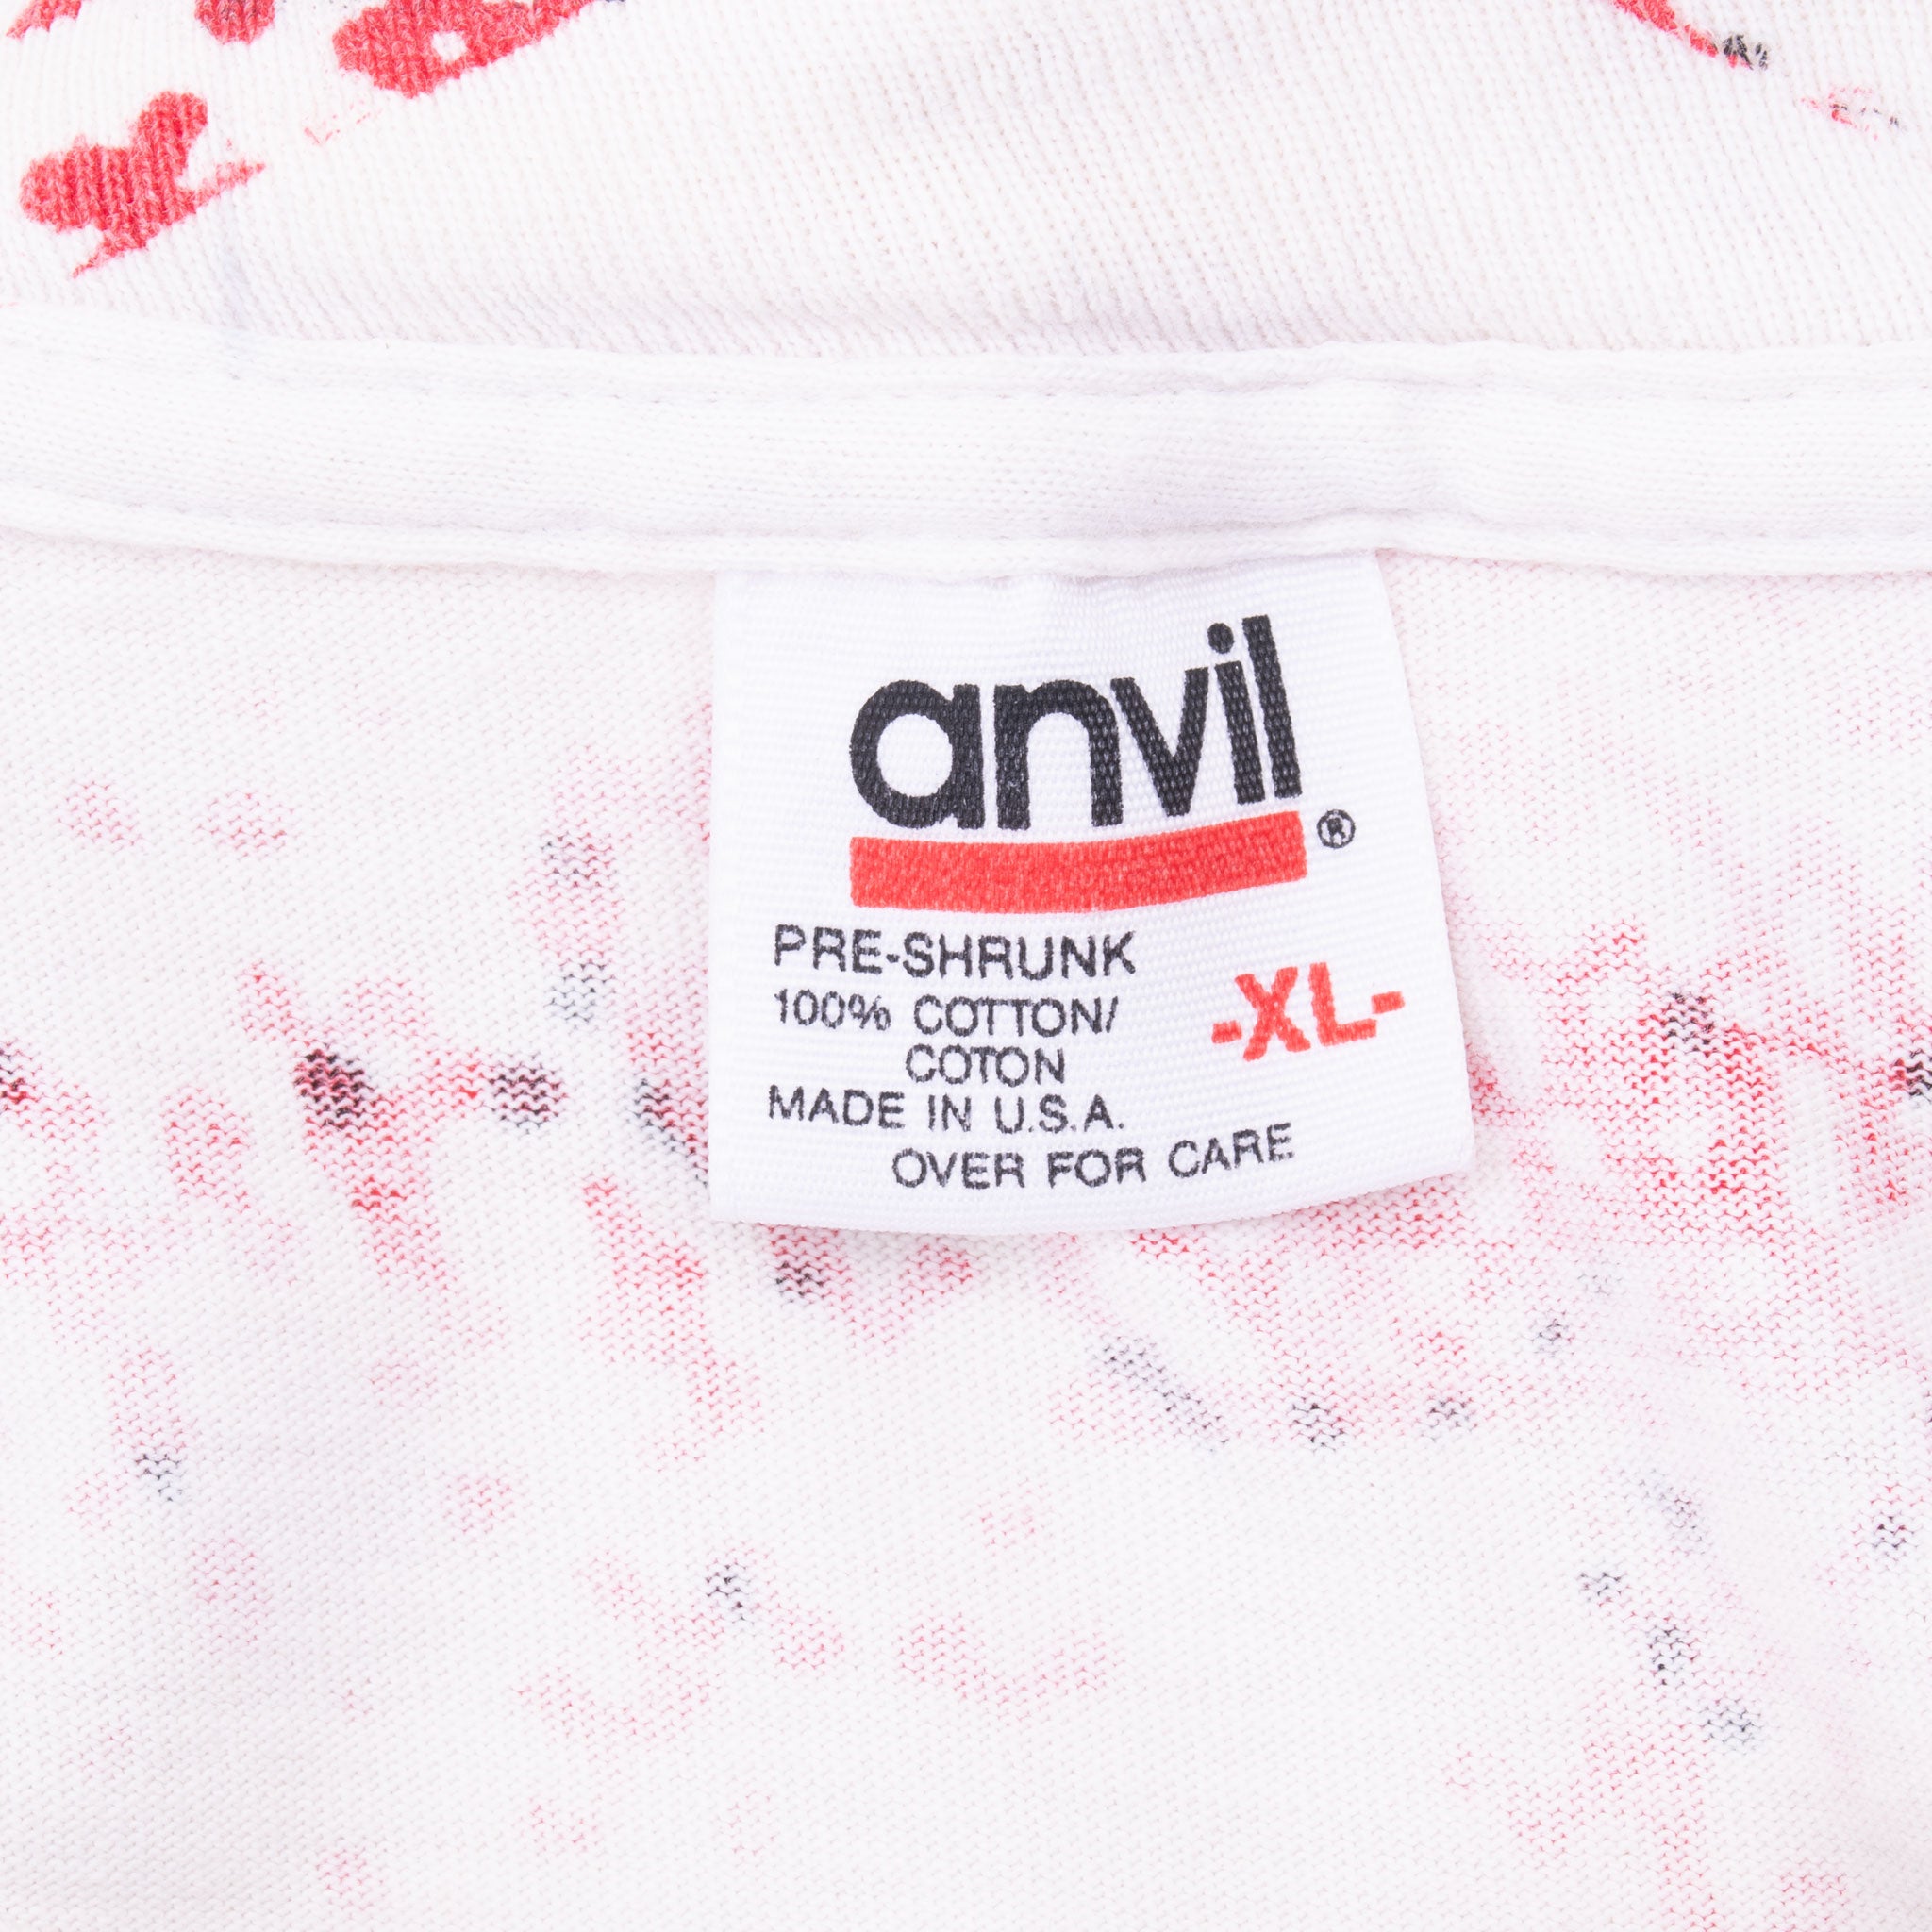 anvil®
PRE-SHRUNK
100% COTTON/
COTON
-XL-
MADE IN U.S.A.
OVER FOR CARE